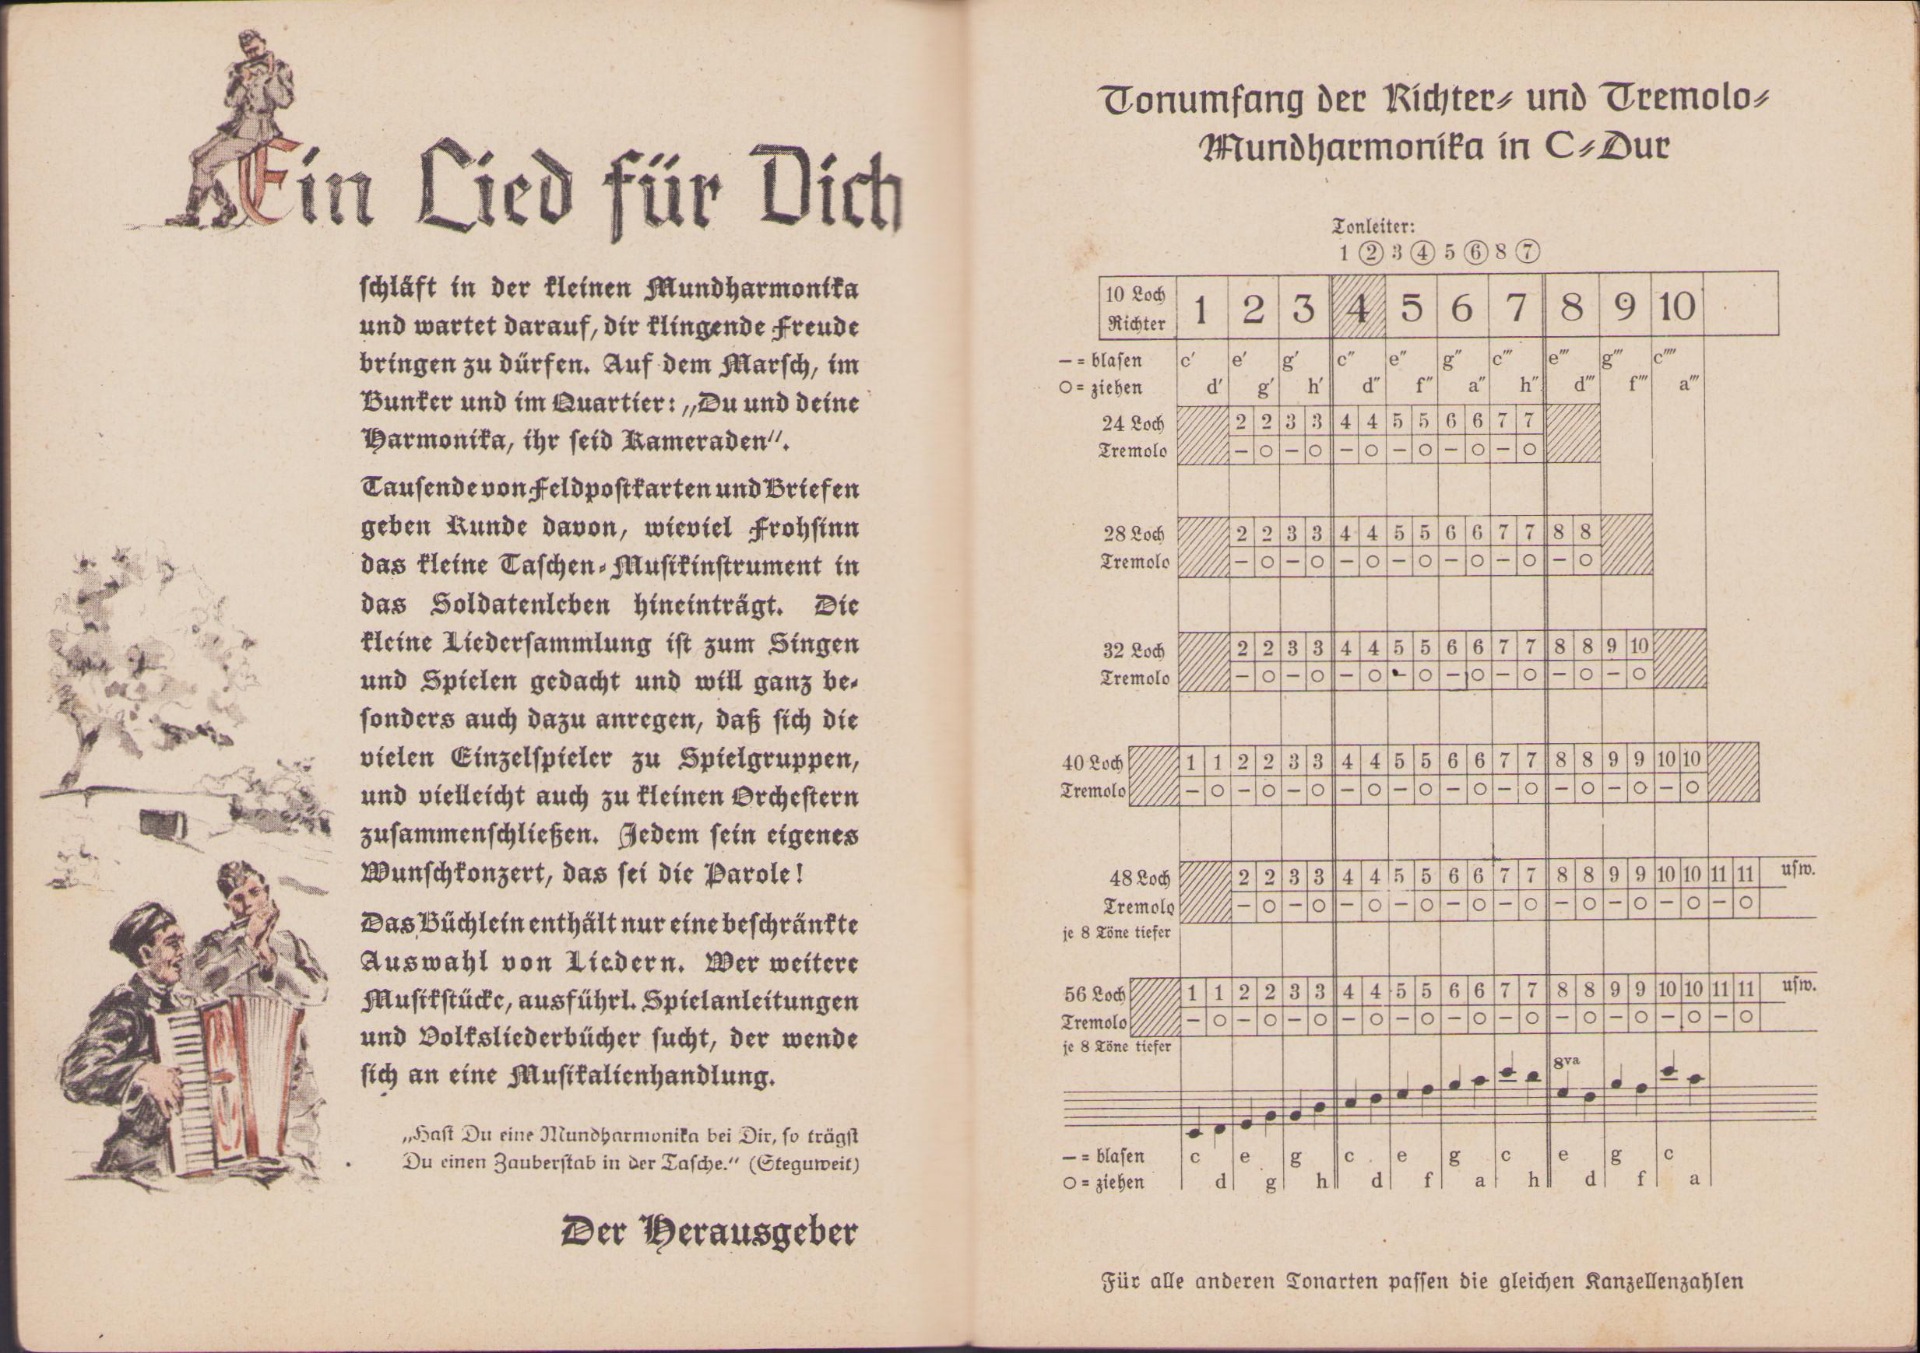 Ein Lied für Dich
schläft in der kleinen Mundharmonika
und wartet darauf, dir klingende Freude
bringen zu dürfen. Auf dem Marsch, im
Bunker und im Quartier: „Du und deine
Harmonika, ihr seid Kameraden“.
Tausende von Feldpostkarten und Briefen
geben Kunde davon, wieviel Frohsinn
das kleine Taschen-Musikinstrument in
das Soldatenleben hineinträgt. Die
kleine Liedersammlung ist zum Singen
und Spielen gedacht und will ganz be-
sonders auch dazu anregen, daß sich die
vielen Einzelspieler zu Spielgruppen,
und vielleicht auch zu kleinen Orchestern
zusammenschließen. Jedem sein eigenes
Wunschkonzert, das sei die Parole!
Das Büchlein enthält nur eine beschränkte
Auswahl von Liedern. Wer weitere
Musikstücke, ausführl. Spielanleitungen
und Volksliederbücher sucht, der wende
sich an eine Musikalienhandlung.
„Hast Du eine Mundharmonika bei Dir, so trägst
Du einen Zauberstab in der Tasche.“ (Steguweit)
Der Herausgeber
Tonumfang der Richter- und Tremolo-
Mundharmonika in C-Dur
Tonleiter:
1 ② 3 ④ 5 ⑥ 8 ⑦
10 Loch
Richter
1 2 3 4 5 6 7 8 9 10
— = blasen c′ e′ g′ c″ e″ g″ c‴ e‴ g‴ c⁗
O = ziehen d′ g′ h′ d″ f″ a″ h″ d‴ f‴ a‴
24 Loch 2 2 3 3 4 4 5 5 6 6 7 7
Tremolo – O – O – O – O – O – O
28 Loch 2 2 3 3 4 4 5 5 6 6 7 7 8 8
Tremolo – O – O – O – O – O – O – O
32 Loch 2 2 3 3 4 4 5 5 6 6 7 7 8 8 9 10
Tremolo – O – O – O – O – O – O – O – O
40 Loch 1 1 2 2 3 3 4 4 5 5 6 6 7 7 8 8 9 9 10 10
Tremolo – O – O – O – O – O – O – O – O – O – O
48 Loch 2 2 3 3 4 4 5 5 6 6 7 7 8 8 9 9 10 10 11 11 usw.
Tremolo – O – O – O – O – O – O – O – O – O – O
je 8 Töne tiefer
56 Loch 1 1 2 2 3 3 4 4 5 5 6 6 7 7 8 8 9 9 10 10 11 11 usw.
Tremolo – O – O – O – O – O – O – O – O – O – O – O
je 8 Töne tiefer
8va
— = blasen c e g c e g c e g c
O = ziehen d g h d f a h d f a
Für alle anderen Tonarten passen die gleichen Kanzellenzahlen